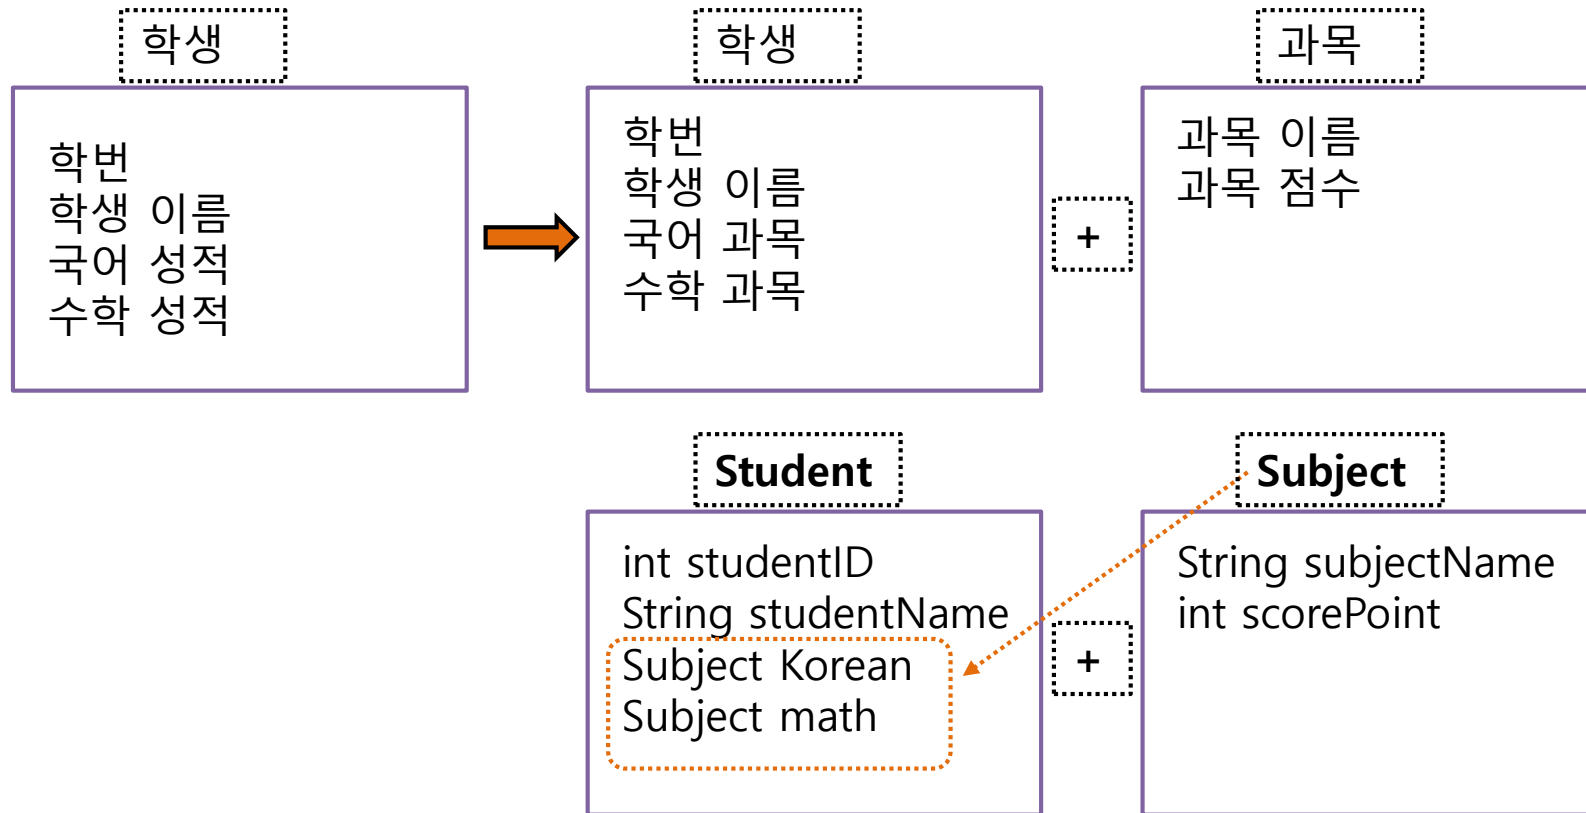 학생
학번
학생 이름
국어 성적
수학 성적
학생
학번
학생 이름
국어 과목
수학 과목
+
과목
과목 이름
과목 점수
Student
int studentID
String studentName
Subject Korean
Subject math
+
Subject
String subjectName
int scorePoint